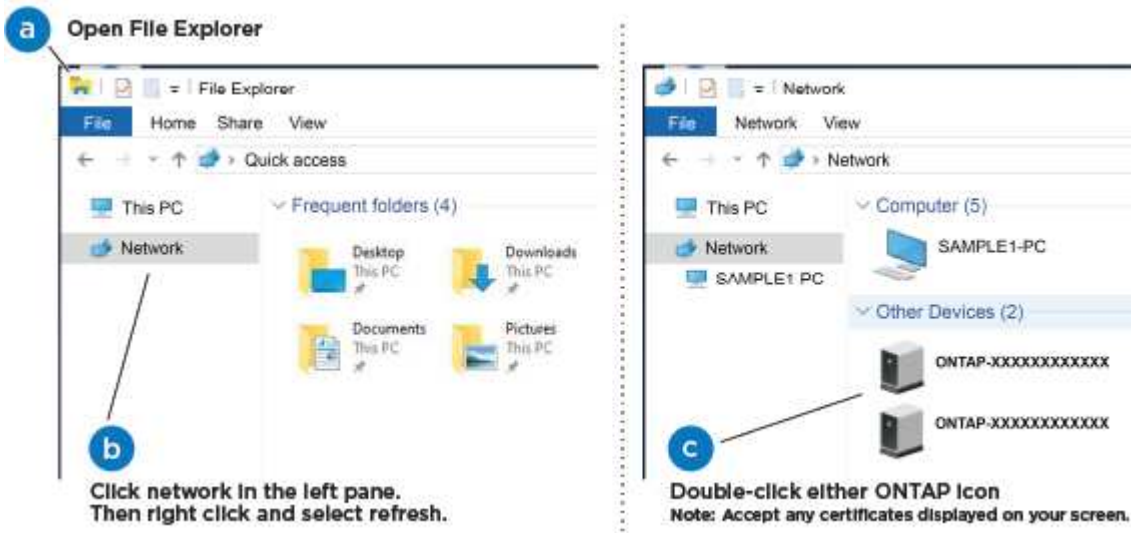 a
Open File Explorer
File Explorer
File Home Share View
Quick access
This PC
Network
Frequent folders (4)
Desktop
This PC
Downloads
This PC
Documents
This PC
Pictures
This PC
b
Click network in the left pane.
Then right click and select refresh.
Network
File Network View
Network
This PC
Network
SAMPLE1 PC
Computer (5)
SAMPLE1-PC
Other Devices (2)
ONTAP-XXXXXXXXXXXX
ONTAP-XXXXXXXXXXXX
c
Double-click either ONTAP icon
Note: Accept any certificates displayed on your screen.